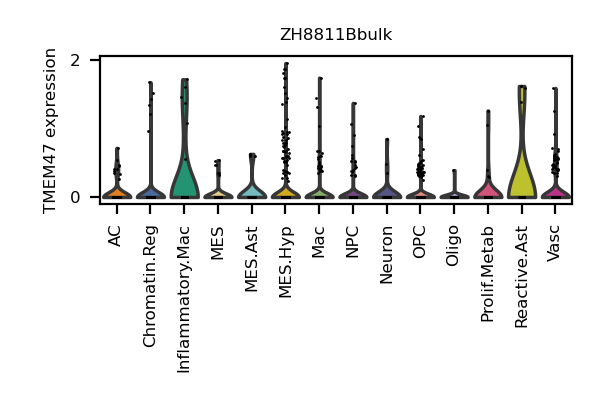 ZH8811Bbulk
TMEM47 expression
2
0
AC
Chromatin.Reg
Inflammatory.Mac
MES
MES.Ast
MES.Hyp
Mac
NPC
Neuron
OPC
Oligo
Prolif.Metab
Reactive.Ast
Vasc